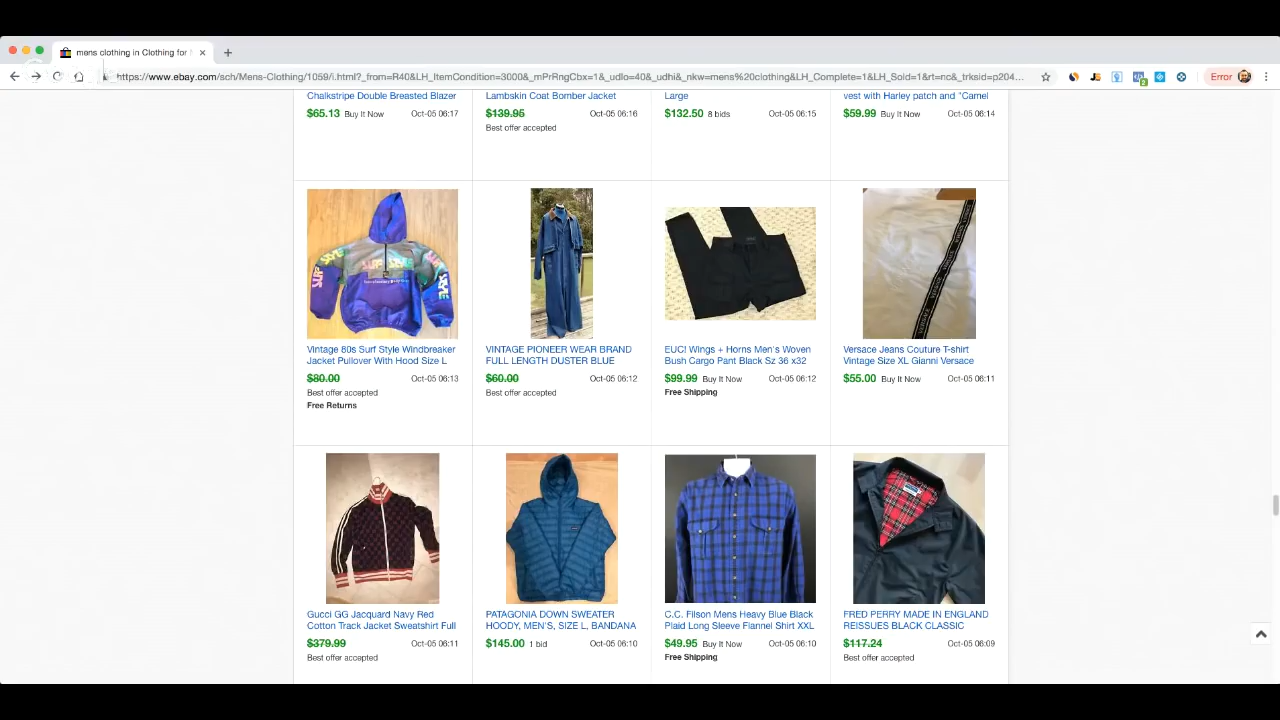 mens clothing in Clothing for
https://www.ebay.com/sch/Mens-Clothing/1059/i.html?_from=R40&LH_ItemCondition=3000&_mPrRngCbx=1&_udlo=40&_udhi&_nkw=mens%20clothing&LH_Complete=1&LH_Sold=1&rt=nc&_trksid=p204...
Error
Chalkstripe Double Breasted Blazer
$65.13 Buy It Now Oct-05 06:17
Lambskin Coat Bomber Jacket
$139.95 Oct-05 06:16
Best offer accepted
Large
$132.50 8 bids Oct-05 06:15
vest with Harley patch and "Camel
$59.99 Buy It Now Oct-05 06:14
Vintage 80s Surf Style Windbreaker
Jacket Pullover With Hood Size L
$80.00 Oct-05 06:13
Best offer accepted
Free Returns
VINTAGE PIONEER WEAR BRAND
FULL LENGTH DUSTER BLUE
$60.00 Oct-05 06:12
Best offer accepted
EUC! Wings + Horns Men's Woven
Bush Cargo Pant Black Sz 36 x32
$99.99 Buy It Now Oct-05 06:12
Free Shipping
Versace Jeans Couture T-shirt
Vintage Size XL Gianni Versace
$55.00 Buy It Now Oct-05 06:11
Gucci GG Jacquard Navy Red
Cotton Track Jacket Sweatshirt Full
$379.99 Oct-05 06:11
Best offer accepted
PATAGONIA DOWN SWEATER
HOODY, MEN'S, SIZE L, BANDANA
$145.00 1 bid Oct-05 06:10
C.C. Filson Mens Heavy Blue Black
Plaid Long Sleeve Flannel Shirt XXL
$49.95 Buy It Now Oct-05 06:10
Free Shipping
FRED PERRY MADE IN ENGLAND
REISSUES BLACK CLASSIC
$117.24 Oct-05 06:09
Best offer accepted